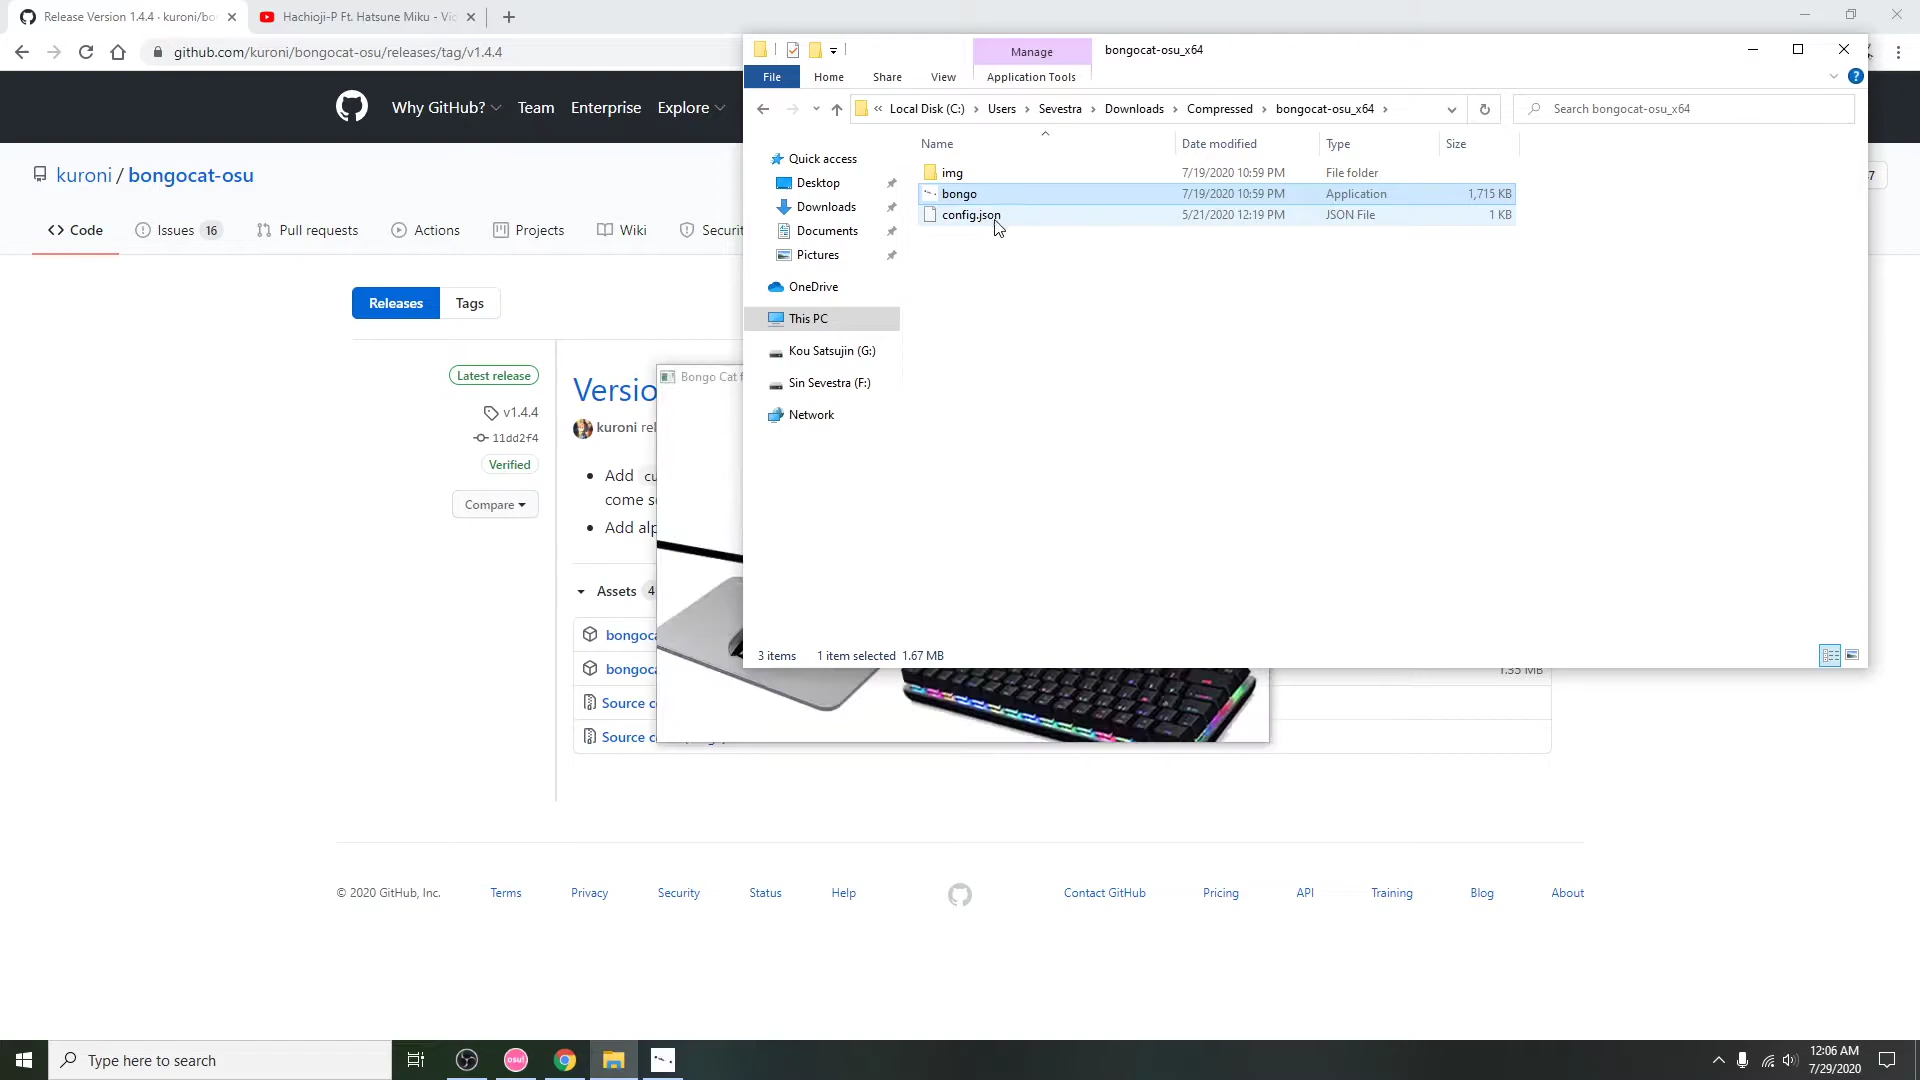 Release Version 1.4.4 · kuroni/bo
Hachioji-P Ft. Hatsune Miku - Vi
github.com/kuroni/bongocat-osu/releases/tag/v1.4.4
Why GitHub? Team Enterprise Explore
kuroni / bongocat-osu
Code Issues 16 Pull requests Actions Projects Wiki Securit
Releases Tags
Latest release
v1.4.4
11dd2f4
Verified
Compare
Versio
kuroni rel
Add cu
come s
Add alp
Assets 4
bongoca
bongoca
1.33 MB
Source c
Source c
Bongo Cat f
Manage bongocat-osu_x64
File Home Share View Application Tools
« Local Disk (C:) › Users › Sevestra › Downloads › Compressed › bongocat-osu_x64 › Search bongocat-osu_x64
Name Date modified Type Size
img 7/19/2020 10:59 PM File folder
bongo 7/19/2020 10:59 PM Application 1,715 KB
config.json 5/21/2020 12:19 PM JSON File 1 KB
Quick access
Desktop
Downloads
Documents
Pictures
OneDrive
This PC
Kou Satsujin (G:)
Sin Sevestra (F:)
Network
3 items 1 item selected 1.67 MB
© 2020 GitHub, Inc. Terms Privacy Security Status Help Contact GitHub Pricing API Training Blog About
Type here to search
osu!
12:06 AM
7/29/2020